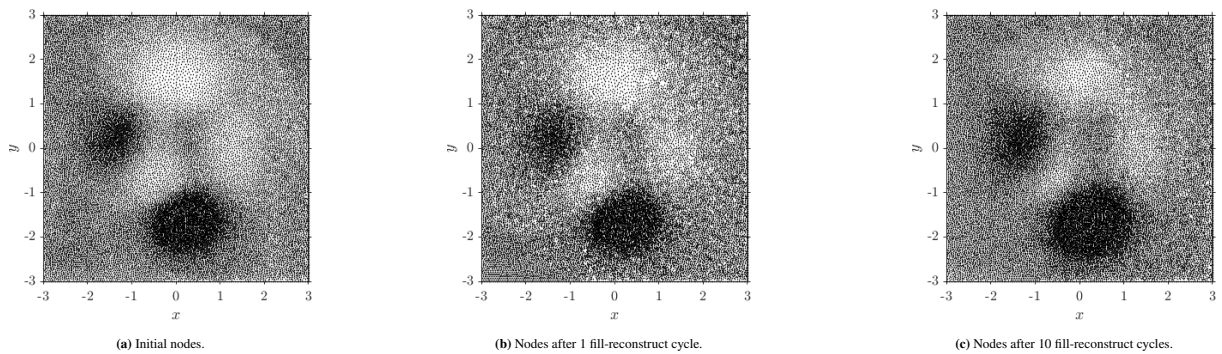 3
2
1
0
-1
-2
-3
y
-3 -2 -1 0 1 2 3
x
(a) Initial nodes.
3
2
1
0
-1
-2
-3
y
-3 -2 -1 0 1 2 3
x
(b) Nodes after 1 fill-reconstruct cycle.
3
2
1
0
-1
-2
-3
y
-3 -2 -1 0 1 2 3
x
(c) Nodes after 10 fill-reconstruct cycles.